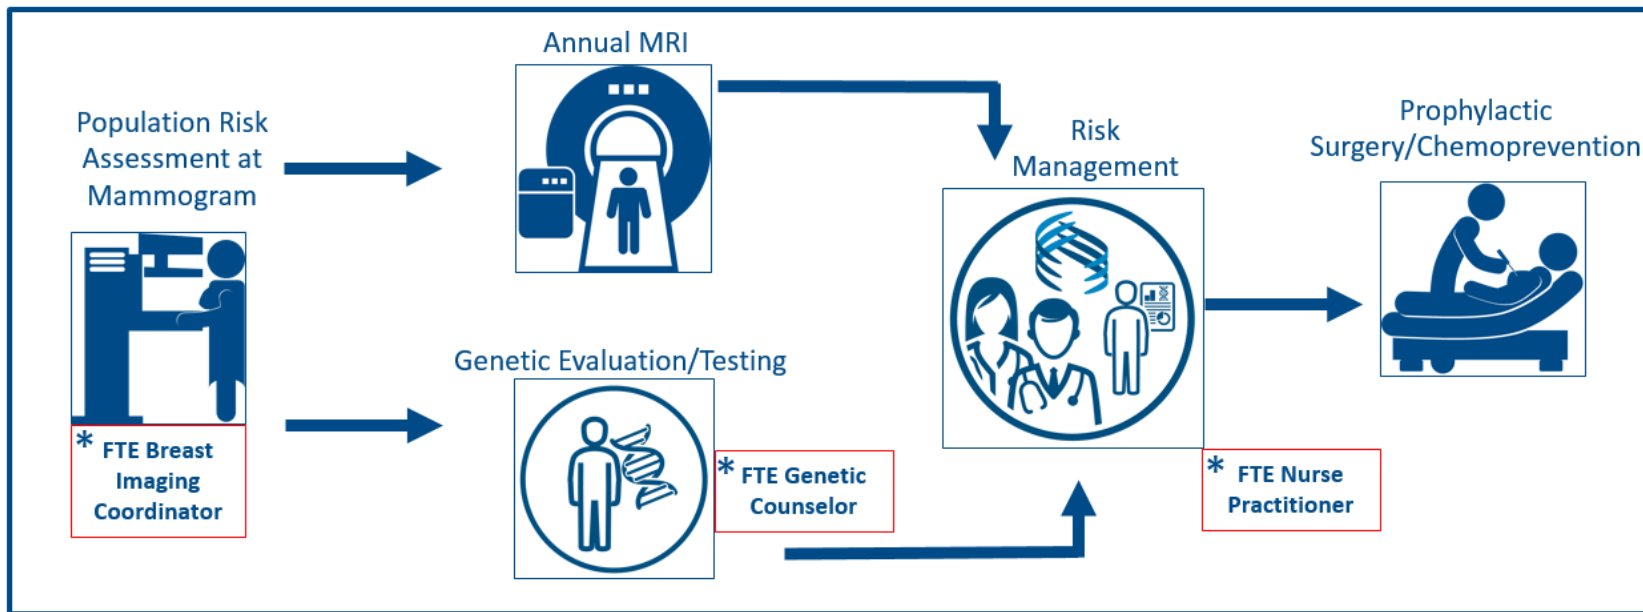 Population Risk
Assessment at
Mammogram
* FTE Breast
Imaging
Coordinator
Annual MRI
Genetic Evaluation/Testing
* FTE Genetic
Counselor
Risk
Management
* FTE Nurse
Practitioner
Prophylactic
Surgery/Chemoprevention